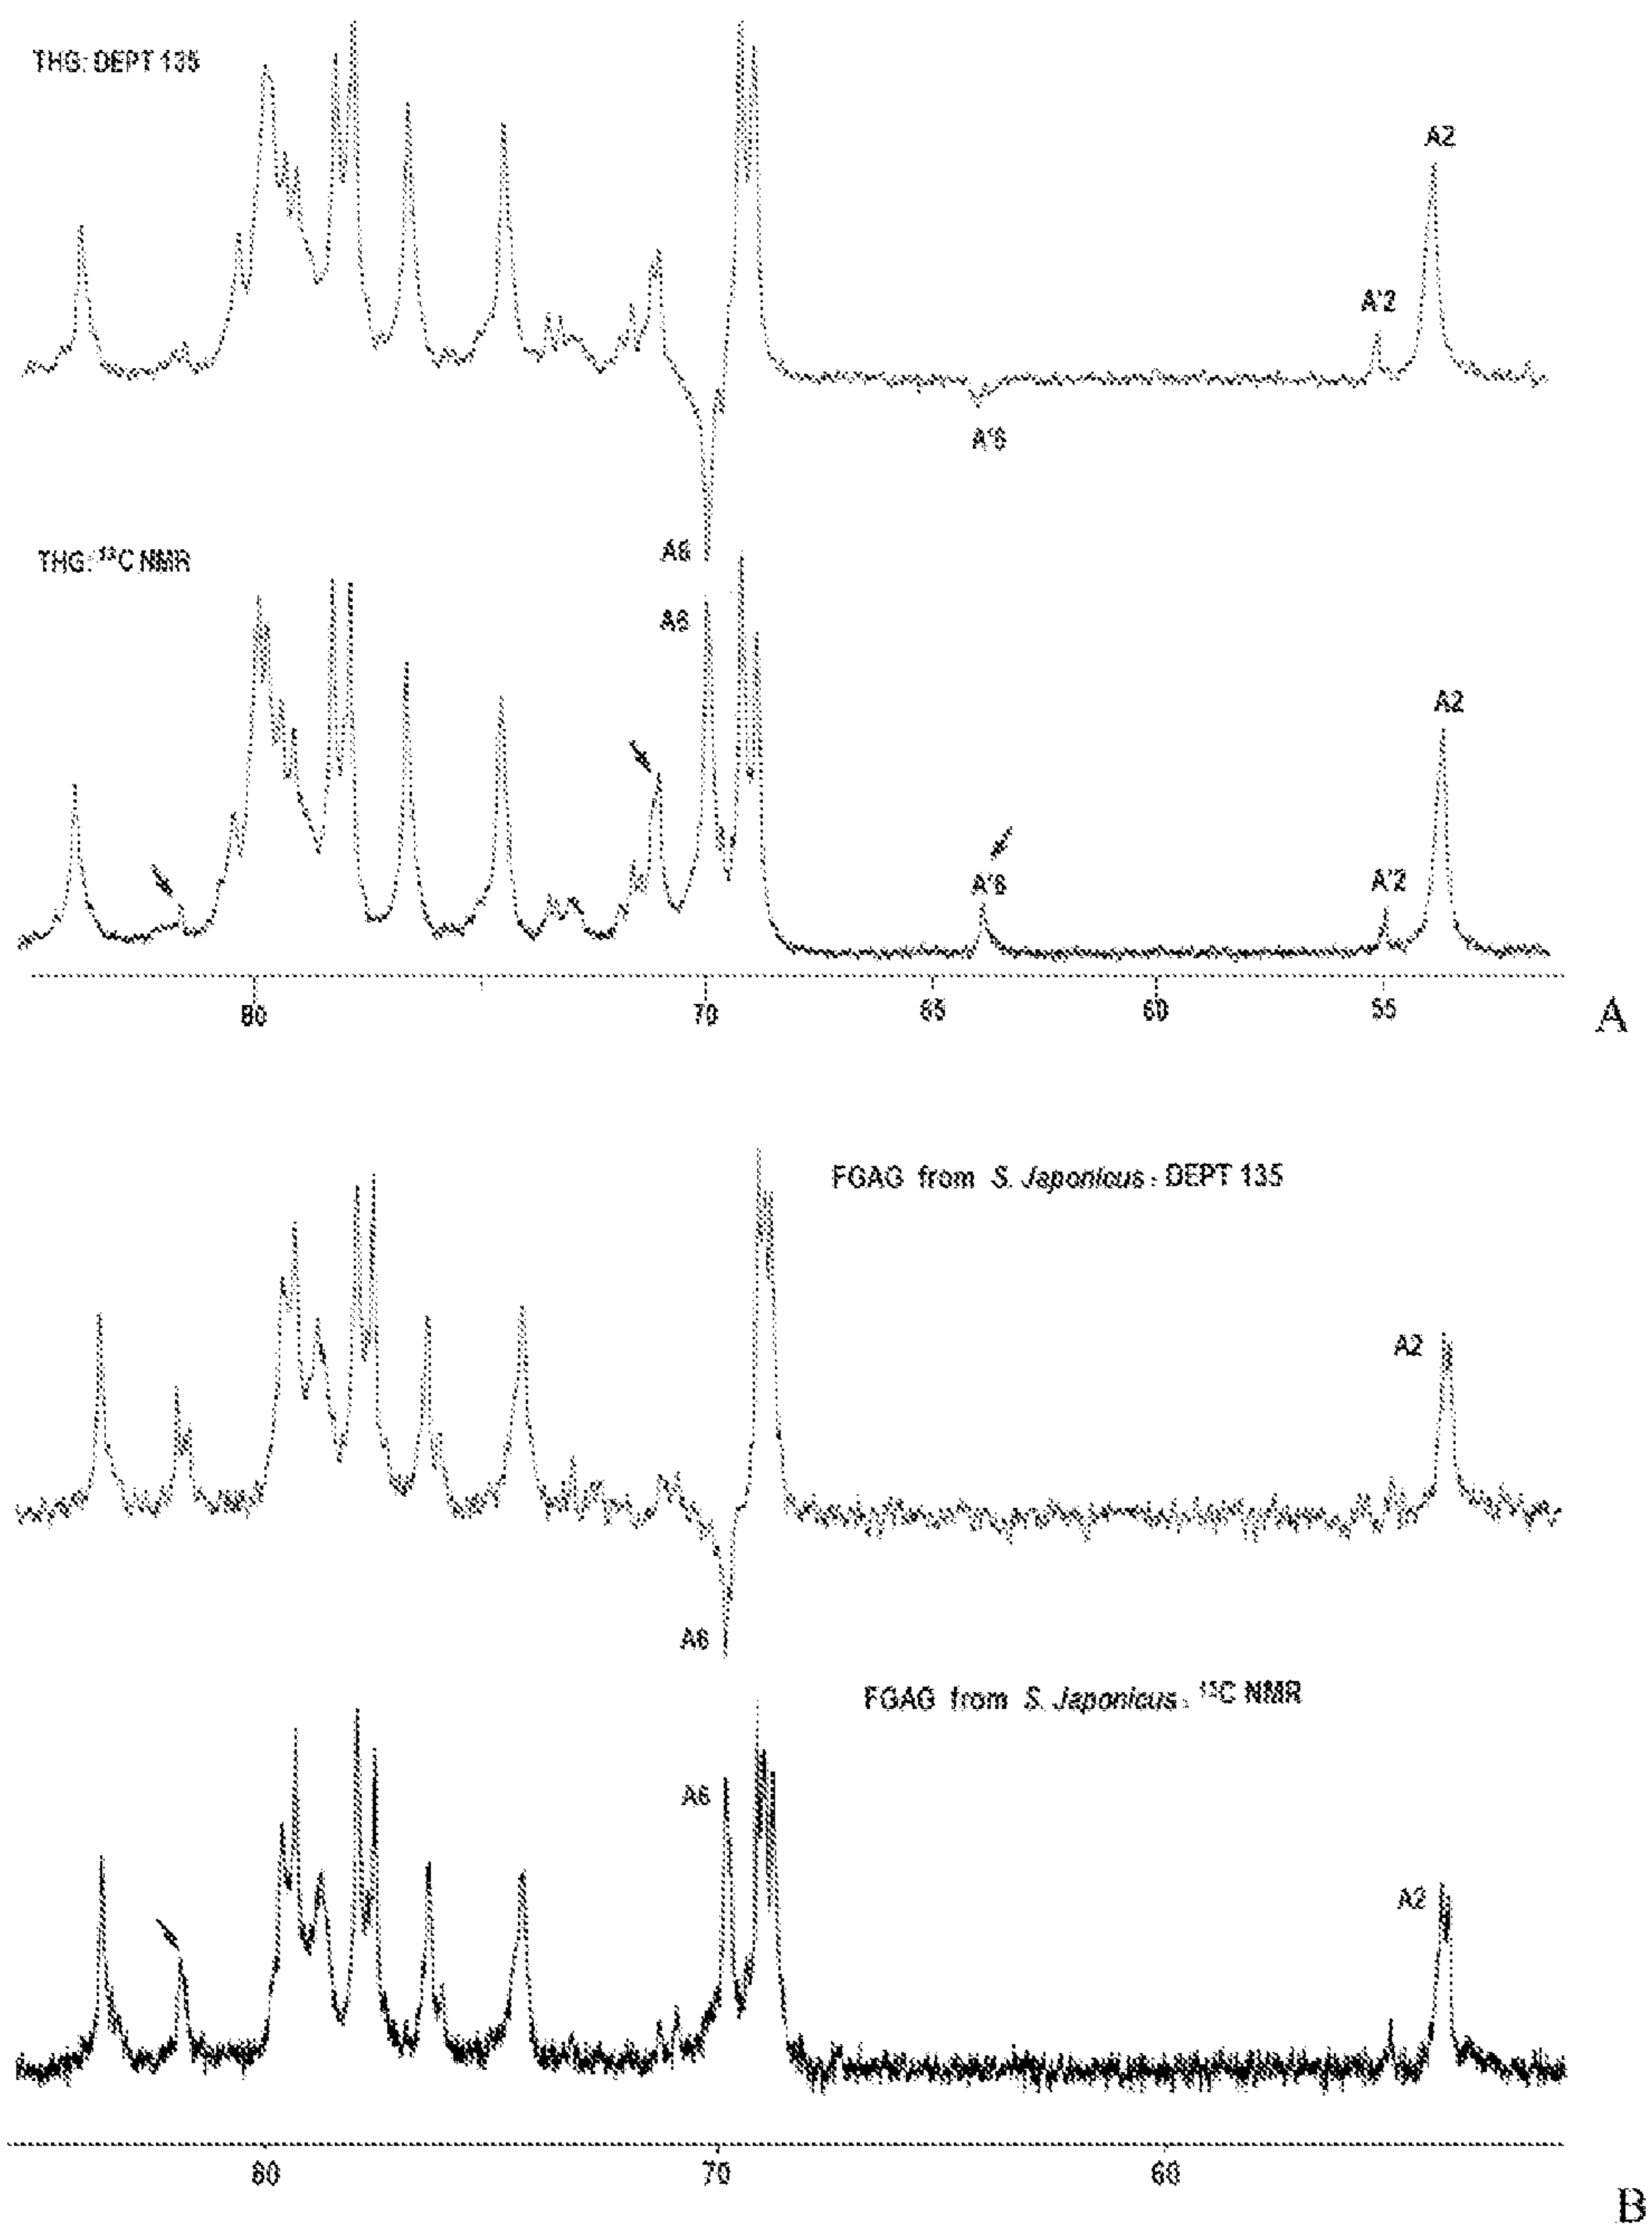 THG: DEPT 135
A2
A'2
A'6
A6
THG: ¹³C NMR
A6
A2
A'6
A'2
80 70 65 60 55
A
FGAG from S. Japonicus: DEPT 135
A2
A6
FGAG from S. Japonicus: ¹³C NMR
A6
A2
80 70 60
B